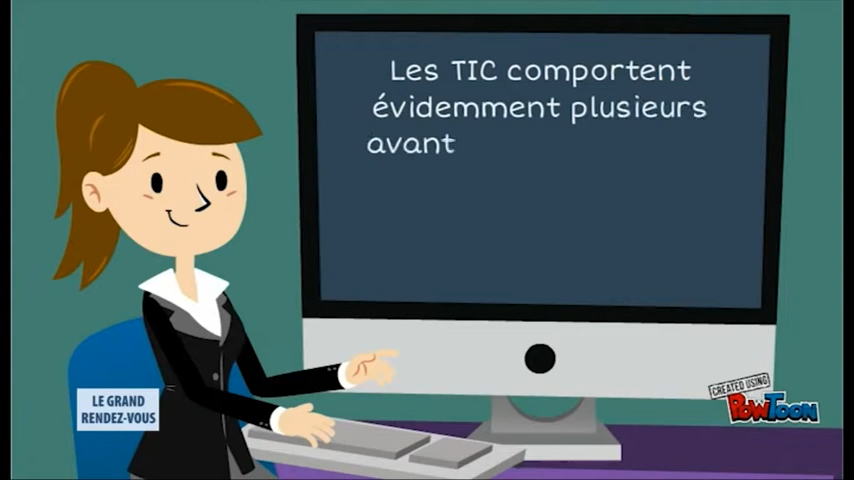 Les TIC comportent
évidemment plusieurs
avant
LE GRAND
RENDEZ-VOUS
CREATED USING
POWTOON